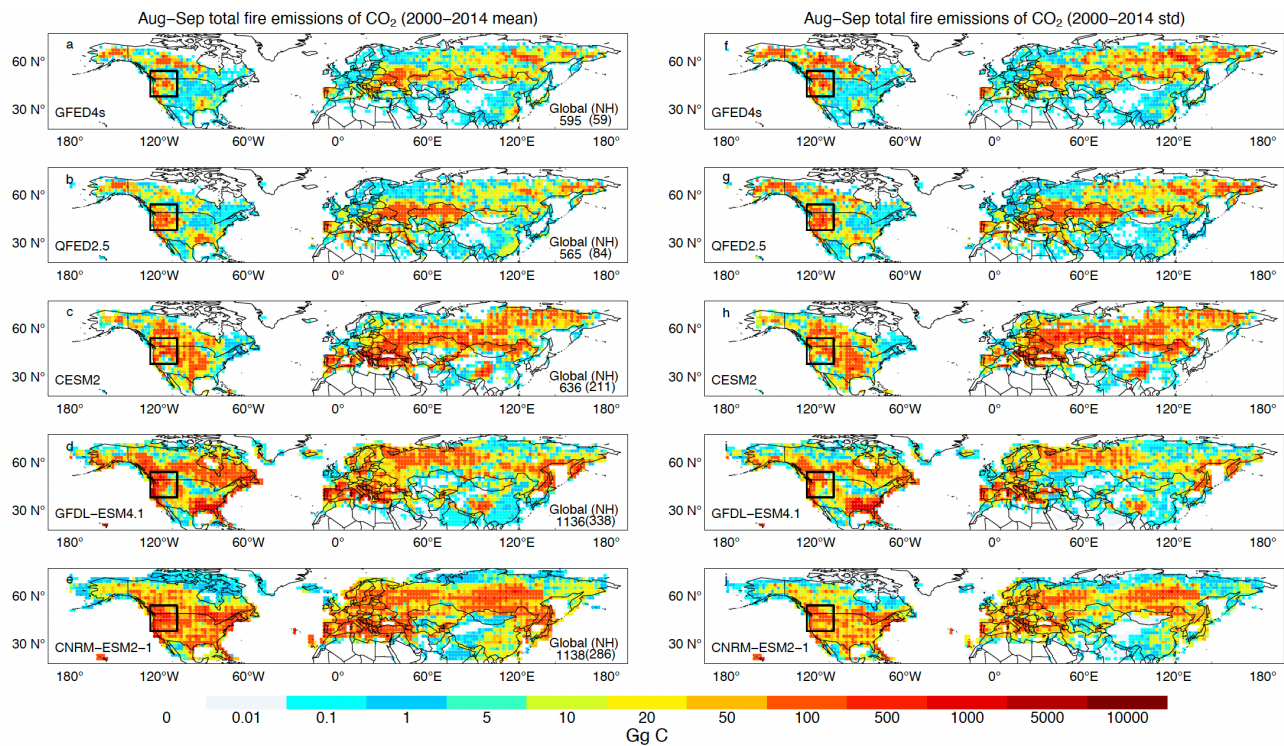 Aug−Sep total fire emissions of CO₂ (2000−2014 mean)
Aug−Sep total fire emissions of CO₂ (2000−2014 std)
a
60 N°
30 N°
GFED4s
Global (NH)
595 (59)
180° 120°W 60°W 0° 60°E 120°E 180°
f
60 N°
30 N°
GFED4s
180° 120°W 60°W 0° 60°E 120°E 180°
b
60 N°
30 N°
QFED2.5
Global (NH)
565 (84)
180° 120°W 60°W 0° 60°E 120°E 180°
g
60 N°
30 N°
QFED2.5
180° 120°W 60°W 0° 60°E 120°E 180°
c
60 N°
30 N°
CESM2
Global (NH)
636 (211)
180° 120°W 60°W 0° 60°E 120°E 180°
h
60 N°
30 N°
CESM2
180° 120°W 60°W 0° 60°E 120°E 180°
d
60 N°
30 N°
GFDL−ESM4.1
Global (NH)
1136(338)
180° 120°W 60°W 0° 60°E 120°E 180°
i
60 N°
30 N°
GFDL−ESM4.1
180° 120°W 60°W 0° 60°E 120°E 180°
e
60 N°
30 N°
CNRM−ESM2−1
Global (NH)
1138(286)
180° 120°W 60°W 0° 60°E 120°E 180°
j
60 N°
30 N°
CNRM−ESM2−1
180° 120°W 60°W 0° 60°E 120°E 180°
0 0.01 0.1 1 5 10 20 50 100 500 1000 5000 10000
Gg C